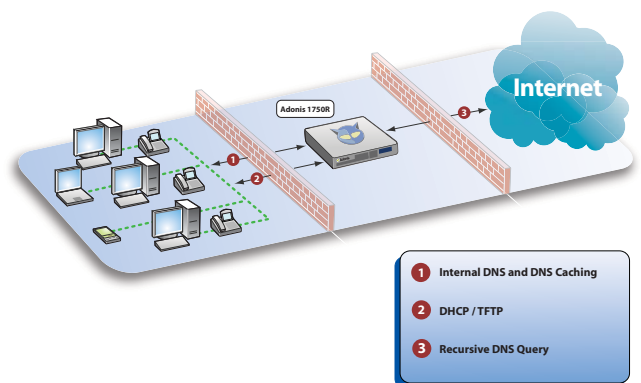 Internet
Adonis 1750R
3
1
2
1 Internal DNS and DNS Caching
2 DHCP / TFTP
3 Recursive DNS Query